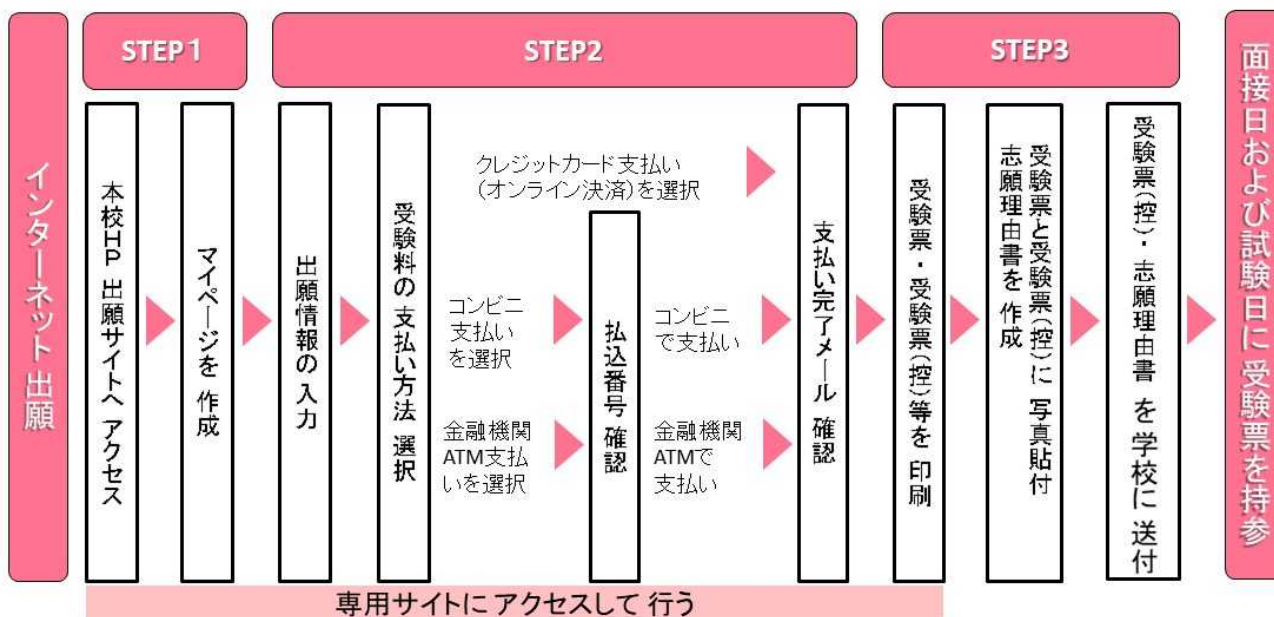 インターネット出願
STEP1
本校HP 出願サイトへ アクセス
マイページを 作成
STEP2
出願情報の 入力
受験料の 支払い方法 選択
クレジットカード支払い
(オンライン決済)を選択
コンビニ
支払い
を選択
金融機関
ATM支払
いを選択
払込番号 確認
コンビニ
で支払い
金融機関
ATMで
支払い
支払い完了メール 確認
STEP3
受験票・受験票(控)等を 印刷
受験票と受験票(控)に 写真貼付
志願理由書を 作成
受験票(控)・志願理由書 を 学校に 送付
面接日および試験日に 受験票を持参
専用サイトに アクセスして 行う